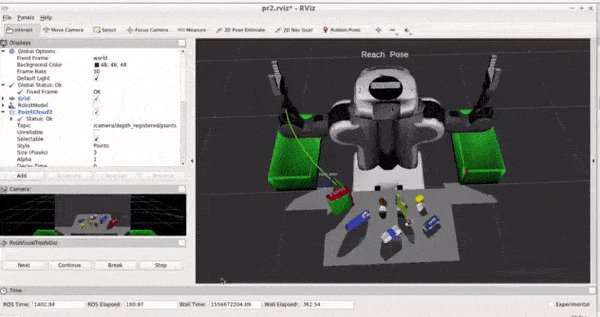 pr2.rviz* - RViz
File Panels Help
Interact Move Camera Select Focus Camera Measure 2D Pose Estimate 2D Nav Goal Publish Point
Displays
Global Options
Fixed Frame world
Background Color 48; 48; 48
Frame Rate 30
Default Light
Global Status: Ok
Fixed Frame OK
Grid
RobotModel
PointCloud2
Status: Ok
Topic /camera/depth_registered/points
Unreliable
Selectable
Style Points
Size (Pixels) 3
Alpha 1
Decay Time 0
Add
Camera
RvizVisualToolsGui
Next Continue Break Stop
Reach Pose
Time
ROS Time: 1402.84 ROS Elapsed: 100.97 Wall Time: 1556672204.89 Wall Elapsed: 362.54 Experimental